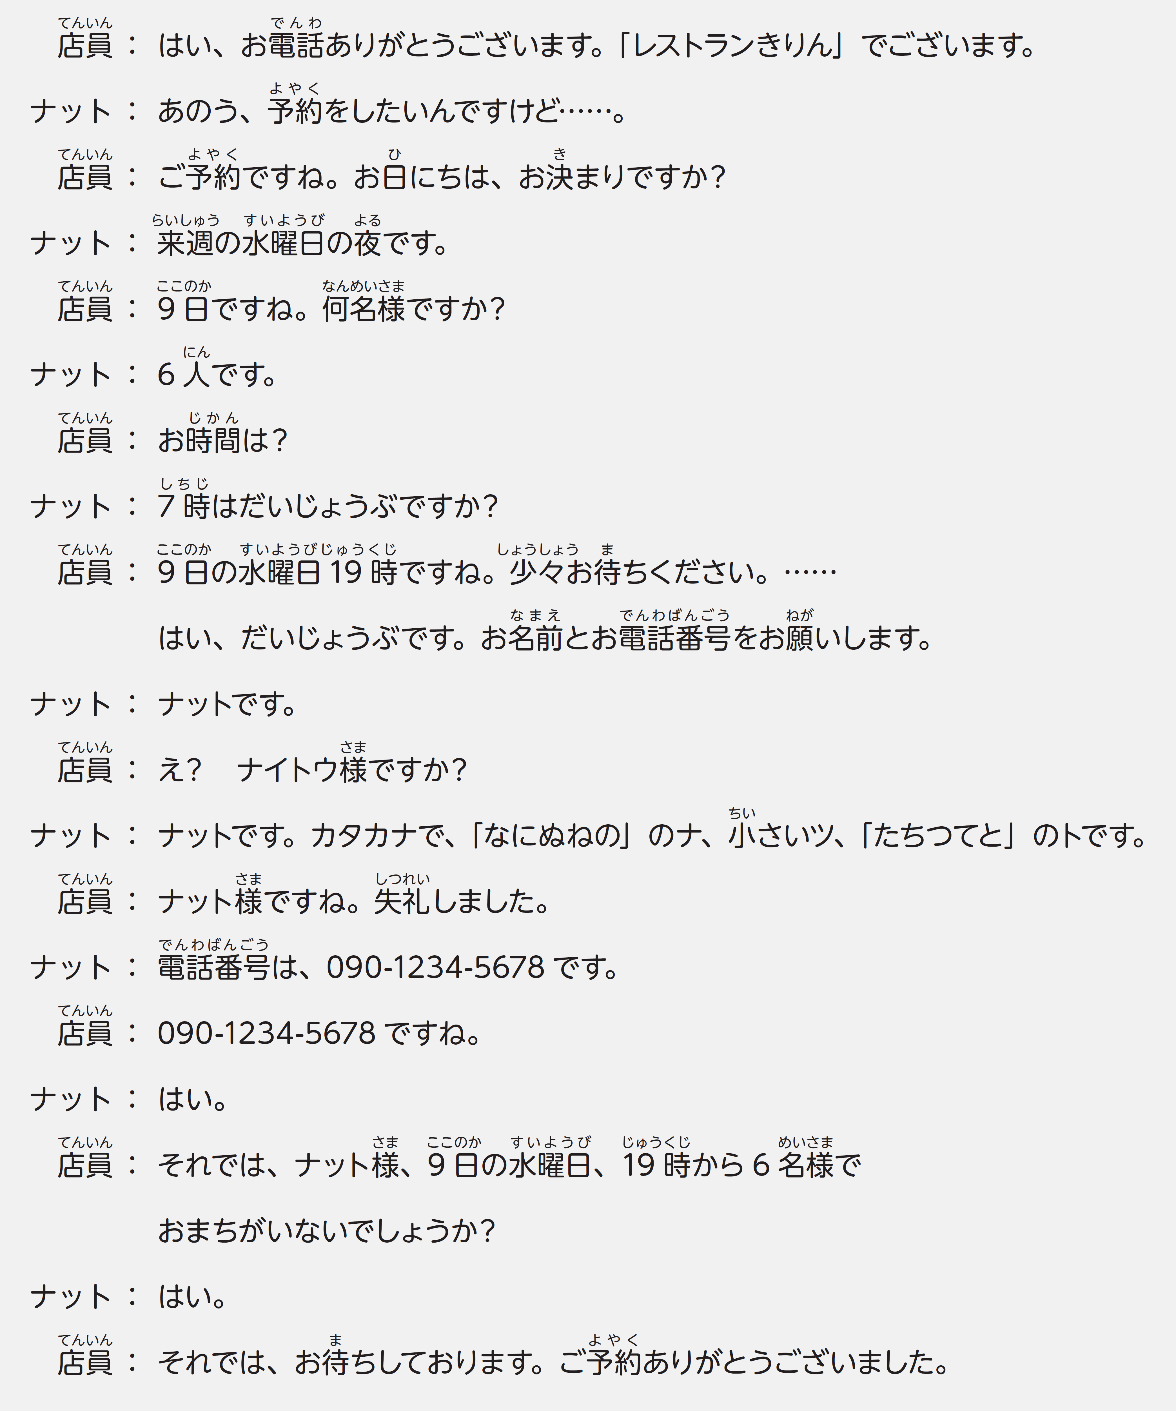 店員：はい、お電話ありがとうございます。「レストランきりん」でございます。
ナット：あのう、予約をしたいんですけど……。
店員：ご予約ですね。お日にちは、お決まりですか？
ナット：来週の水曜日の夜です。
店員：9日ですね。何名様ですか？
ナット：6人です。
店員：お時間は？
ナット：7時はだいじょうぶですか？
店員：9日の水曜日19時ですね。少々お待ちください。……
はい、だいじょうぶです。お名前とお電話番号をお願いします。
ナット：ナットです。
店員：え？　ナイトウ様ですか？
ナット：ナットです。カタカナで、「なにぬねの」のナ、小さいツ、「たちつてと」のトです。
店員：ナット様ですね。失礼しました。
ナット：電話番号は、090-1234-5678です。
店員：090-1234-5678ですね。
ナット：はい。
店員：それでは、ナット様、9日の水曜日、19時から6名様で
おまちがいないでしょうか？
ナット：はい。
店員：それでは、お待ちしております。ご予約ありがとうございました。